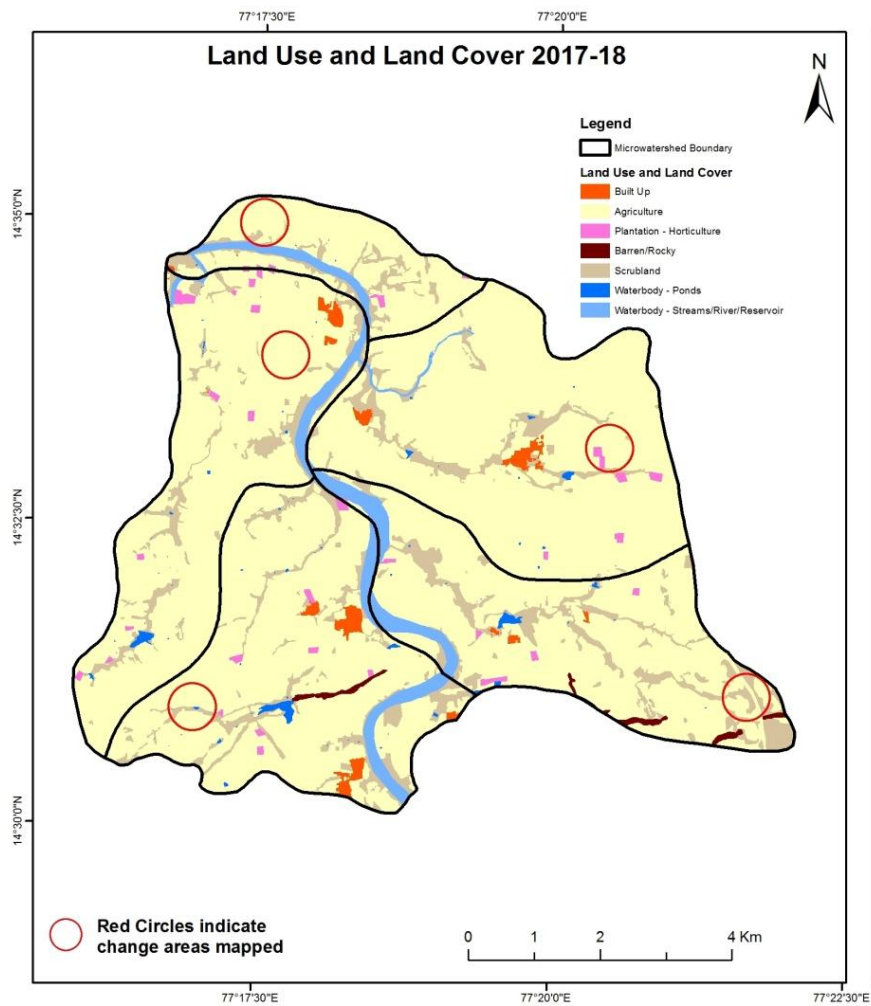 77°17'30"E
77°20'0"E
Land Use and Land Cover 2017-18
N
Legend
Microwatershed Boundary
Land Use and Land Cover
Built Up
Agriculture
Plantation - Horticulture
Barren/Rocky
Scrubland
Waterbody - Ponds
Waterbody - Streams/River/Reservoir
14°35'0"N
14°32'30"N
14°30'0"N
Red Circles indicate
change areas mapped
0 1 2 4 Km
77°17'30"E
77°20'0"E
77°22'30"E